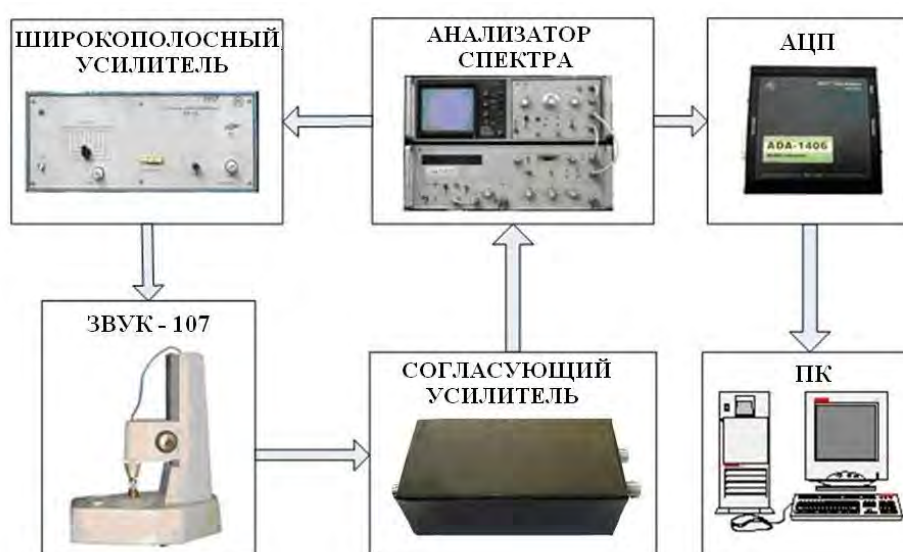 ШИРОКОПОЛОСНЫЙ
УСИЛИТЕЛЬ
АНАЛИЗАТОР
СПЕКТРА
АЦП
ADA-1406
ЗВУК - 107
СОГЛАСУЮЩИЙ
УСИЛИТЕЛЬ
ПК